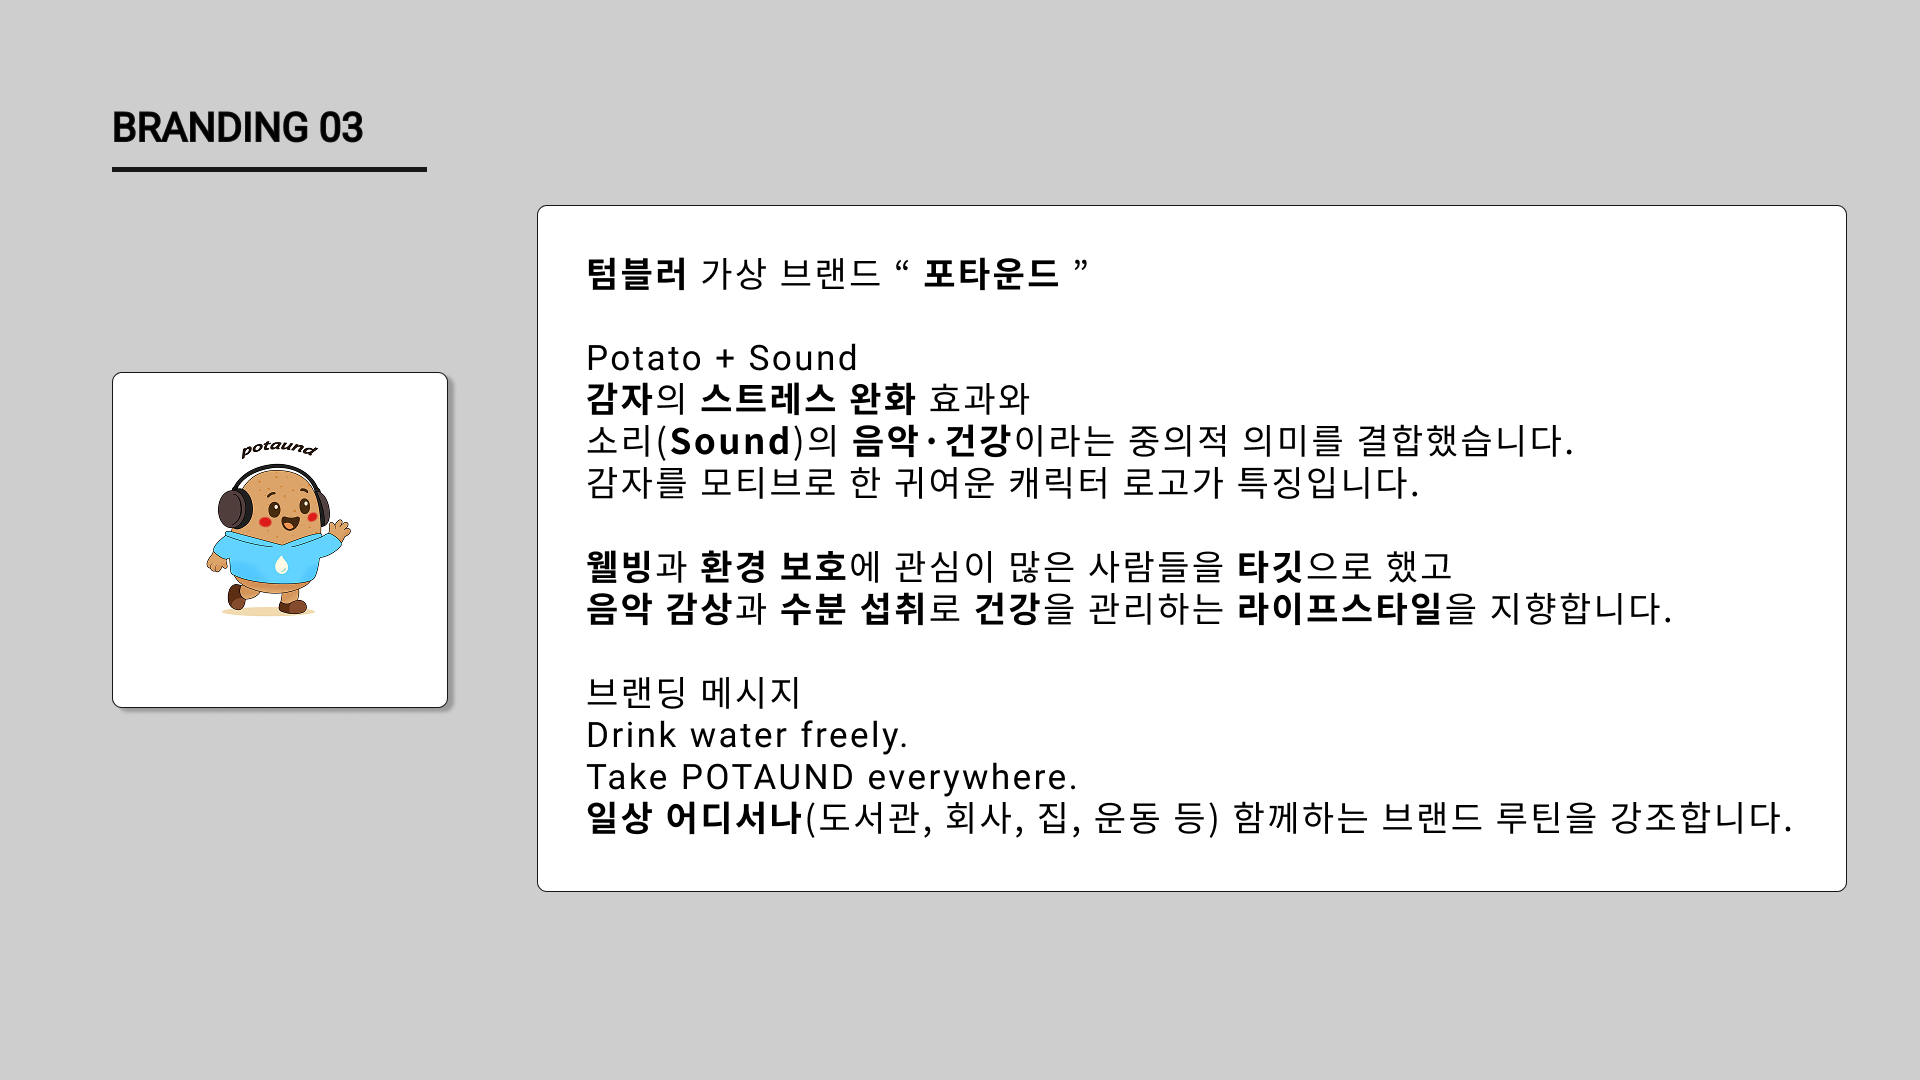 BRANDING 03
potaund
텀블러 가상 브랜드 “ 포타운드 ”
Potato + Sound
감자의 스트레스 완화 효과와
소리(Sound)의 음악·건강이라는 중의적 의미를 결합했습니다.
감자를 모티브로 한 귀여운 캐릭터 로고가 특징입니다.
웰빙과 환경 보호에 관심이 많은 사람들을 타깃으로 했고
음악 감상과 수분 섭취로 건강을 관리하는 라이프스타일을 지향합니다.
브랜딩 메시지
Drink water freely.
Take POTAUND everywhere.
일상 어디서나(도서관, 회사, 집, 운동 등) 함께하는 브랜드 루틴을 강조합니다.